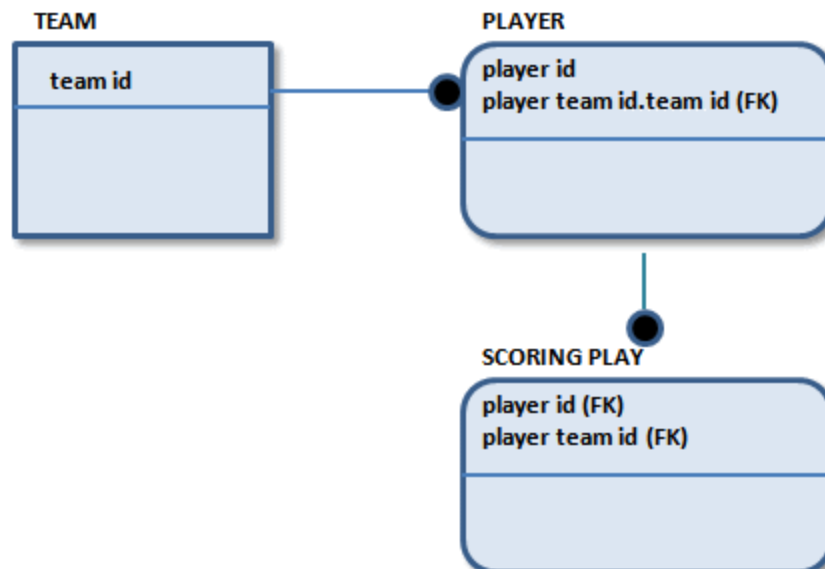 TEAM
team id
PLAYER
player id
player team id.team id (FK)
SCORING PLAY
player id (FK)
player team id (FK)